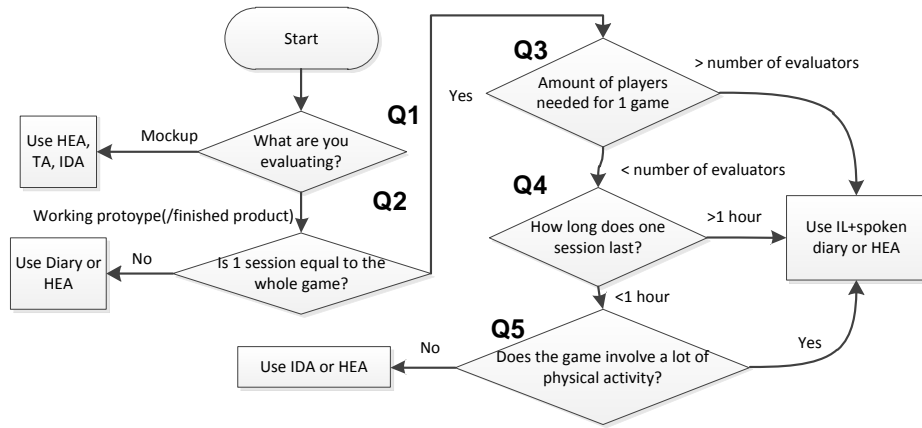 Start
Q1
What are you
evaluating?
Mockup
Use HEA,
TA, IDA
Working protoype(/finished product)
Q2
Is 1 session equal to the
whole game?
No
Use Diary or
HEA
Yes
Q3
Amount of players
needed for 1 game
> number of evaluators
< number of evaluators
Q4
How long does one
session last?
>1 hour
Use IL+spoken
diary or HEA
<1 hour
Q5
Does the game involve a lot of
physical activity?
No
Use IDA or HEA
Yes